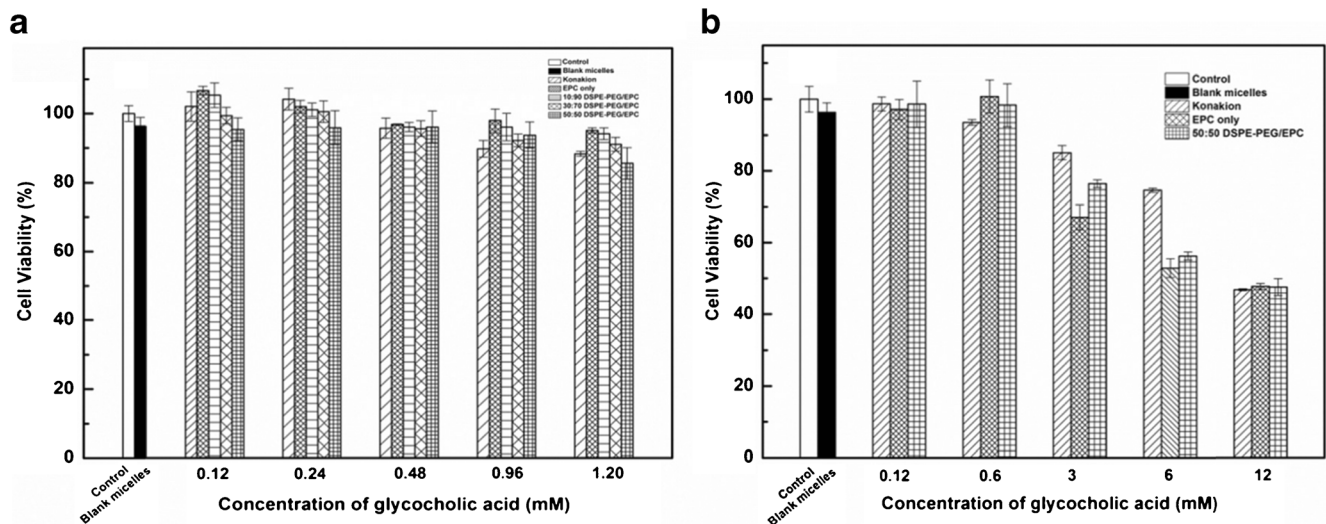 a
Cell Viability (%)
100
80
60
40
20
0
Control
Blank micelles
Konakion
EPC only
10:90 DSPE-PEG/EPC
30:70 DSPE-PEG/EPC
50:50 DSPE-PEG/EPC
Control
Blank micelles
0.12
0.24
0.48
0.96
1.20
Concentration of glycocholic acid (mM)
b
Cell Viability (%)
100
80
60
40
20
0
Control
Blank micelles
Konakion
EPC only
50:50 DSPE-PEG/EPC
Control
Blank micelles
0.12
0.6
3
6
12
Concentration of glycocholic acid (mM)